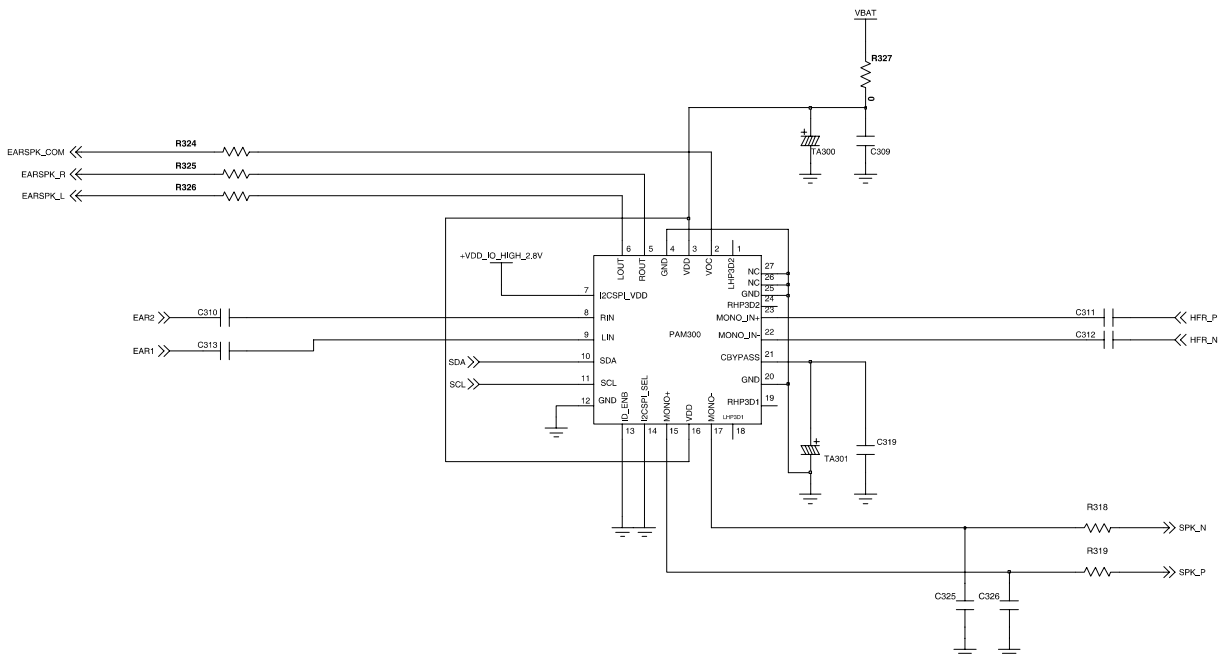 VBAT
R327
0
TA300
C309
R324
EARSPK_COM
R325
EARSPK_R
R326
EARSPK_L
6
5
4
3
2
1
LOUT
ROUT
GND
VDD
VOC
LHP3D2
+VDD_IO_HIGH_2.8V
NC
27
NC
26
GND
25
RHP3D2
24
7
I2CSPI_VDD
EAR2
C310
8
RIN
MONO_IN+
23
C311
HFR_P
EAR1
C313
9
LIN
PAM300
MONO_IN-
22
C312
HFR_N
SDA
10
SDA
CBYPASS
21
SCL
11
SCL
GND
20
12
GND
RHP3D1
19
ID_ENB
I2CSPI_SEL
MONO+
VDD
MONO-
LHP3D1
13
14
15
16
17
18
TA301
C319
R318
SPK_N
R319
SPK_P
C325
C326